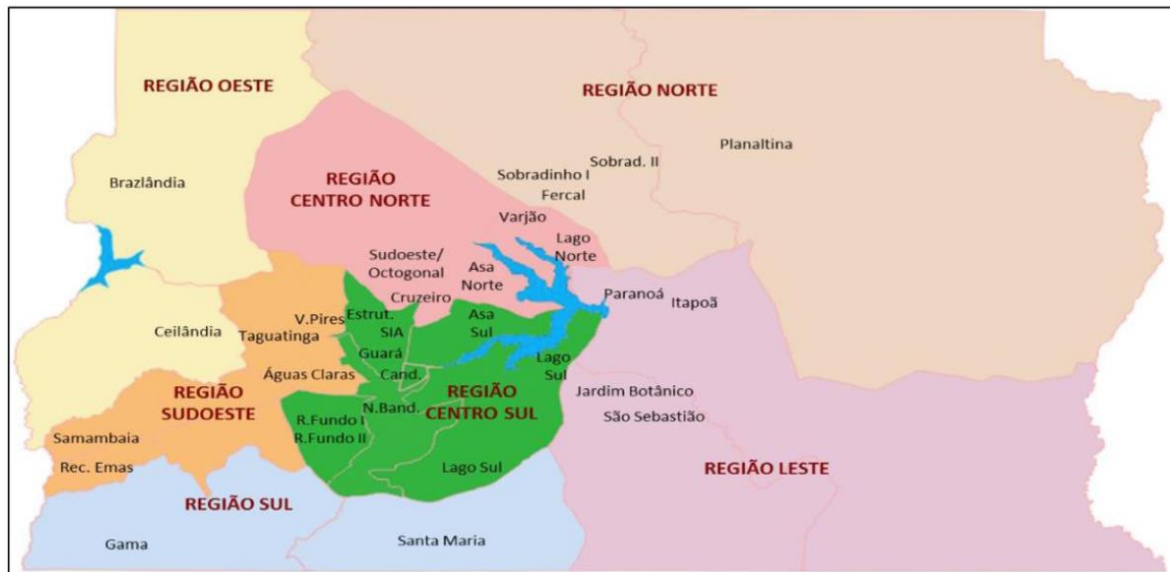 REGIÃO OESTE
REGIÃO NORTE
Planaltina
Sobrad. II
Brazlândia
REGIÃO
CENTRO NORTE
Sobradinho I
Fercal
Varjão
Lago
Norte
Sudoeste/
Octogonal
Asa
Norte
Cruzeiro
Paranoá
Itapoã
Ceilândia
V.Pires
Taguatinga
Estrut.
SIA
Asa
Sul
Guará
Águas Claras
Cand.
Lago
Sul
REGIÃO
SUDOESTE
N.Band.
REGIÃO
CENTRO SUL
Jardim Botânico
São Sebastião
R.Fundo I
R.Fundo II
Samambaia
Rec. Emas
Lago Sul
REGIÃO LESTE
REGIÃO SUL
Gama
Santa Maria